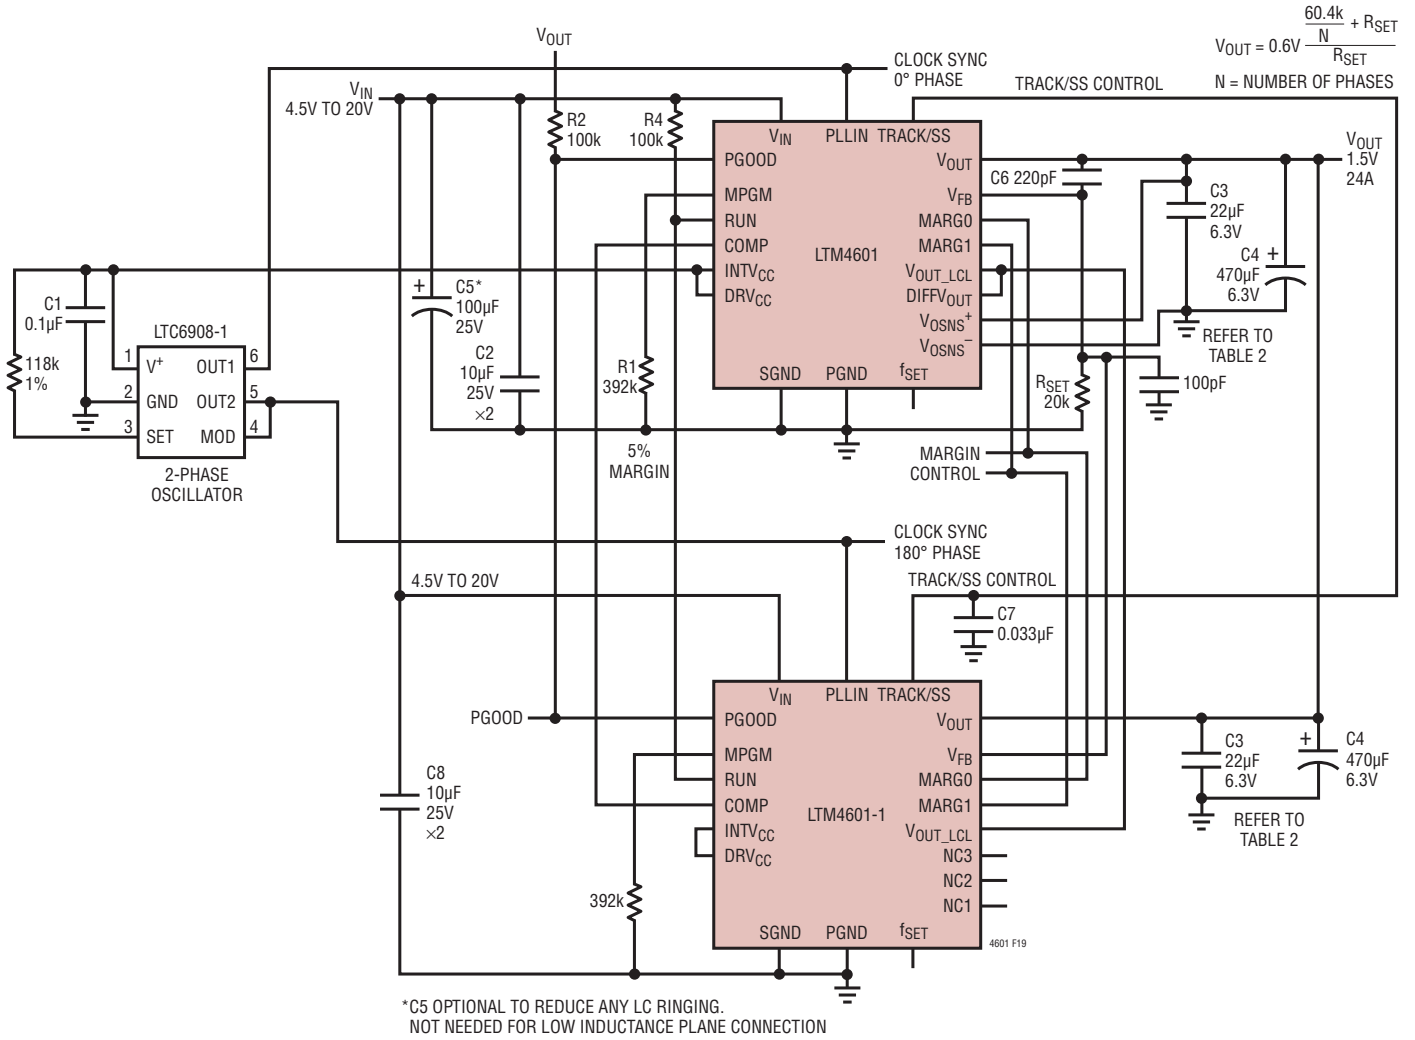 VOUT = 0.6V (60.4k/N + RSET)/RSET
N = NUMBER OF PHASES
VOUT
CLOCK SYNC
0° PHASE
TRACK/SS CONTROL
VIN
4.5V TO 20V
R2
100k
R4
100k
VIN
PLLIN
TRACK/SS
PGOOD
MPGM
RUN
COMP
INTVCC
DRVCC
LTM4601
VOUT
VFB
MARG0
MARG1
VOUT_LCL
DIFFVOUT
VOSNS+
VOSNS–
SGND
PGND
fSET
C6 220pF
VOUT
1.5V
24A
C3
22µF
6.3V
C4
+
470µF
6.3V
REFER TO
TABLE 2
RSET
20k
100pF
C1
0.1µF
118k
1%
LTC6908-1
1
2
3
V+
GND
SET
OUT1
OUT2
MOD
6
5
4
2-PHASE
OSCILLATOR
+
C5*
100µF
25V
C2
10µF
25V
×2
R1
392k
5%
MARGIN
MARGIN
CONTROL
CLOCK SYNC
180° PHASE
4.5V TO 20V
TRACK/SS CONTROL
C7
0.033µF
VIN
PLLIN
TRACK/SS
PGOOD
PGOOD
MPGM
RUN
COMP
INTVCC
DRVCC
LTM4601-1
VOUT
VFB
MARG0
MARG1
VOUT_LCL
NC3
NC2
NC1
SGND
PGND
fSET
C3
22µF
6.3V
+
C4
470µF
6.3V
REFER TO
TABLE 2
C8
10µF
25V
×2
392k
4601 F19
*C5 OPTIONAL TO REDUCE ANY LC RINGING.
NOT NEEDED FOR LOW INDUCTANCE PLANE CONNECTION